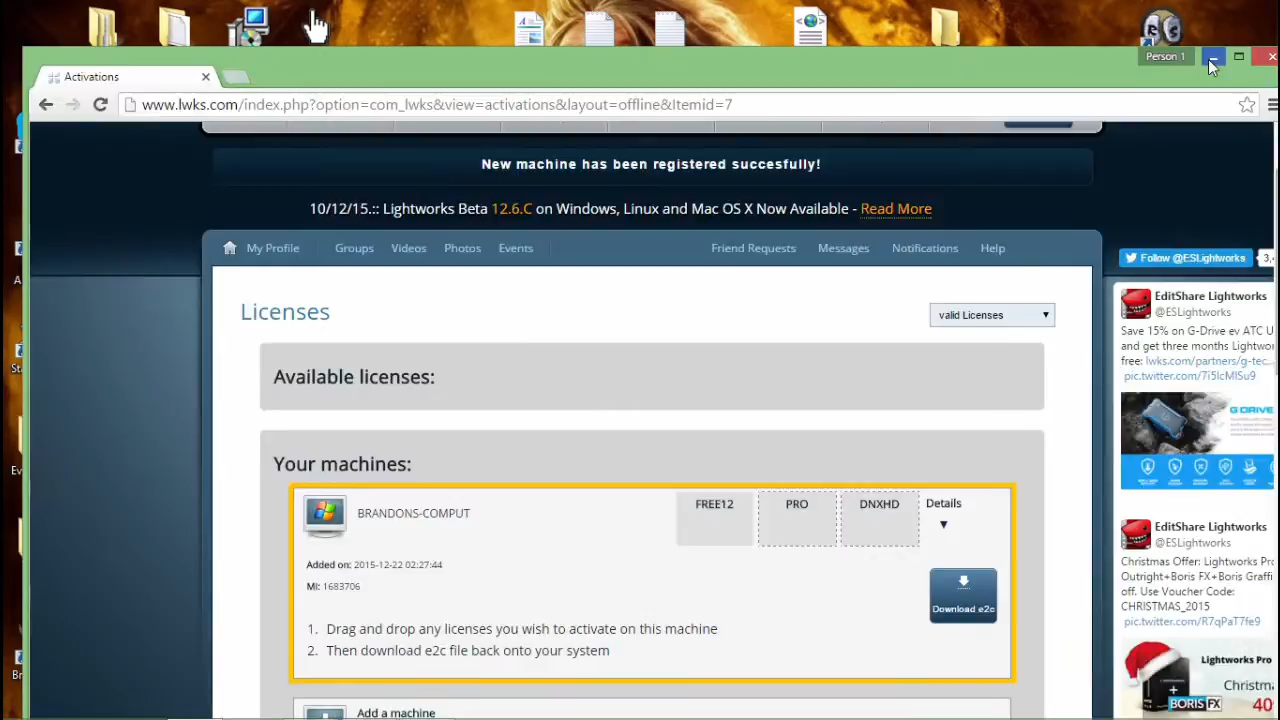 Person 1
Activations
www.lwks.com/index.php?option=com_lwks&view=activations&layout=offline&Itemid=7
New machine has been registered succesfully!
10/12/15.:: Lightworks Beta 12.6.C on Windows, Linux and Mac OS X Now Available - Read More
My Profile Groups Videos Photos Events Friend Requests Messages Notifications Help
Follow @ESLightworks
Licenses
valid Licenses
Available licenses:
Your machines:
BRANDONS-COMPUT
FREE12 PRO DNXHD Details
Added on: 2015-12-22 02:27:44
MI: 1683706
Download e2c
1. Drag and drop any licenses you wish to activate on this machine
2. Then download e2c file back onto your system
Add a machine
EditShare Lightworks
@ESLightworks
Save 15% on G-Drive ev ATC U
and get three months Lightwor
free: lwks.com/partners/g-tec...
pic.twitter.com/7i5lcMlSu9
G DRIVE
EditShare Lightworks
@ESLightworks
Christmas Offer: Lightworks Pro
Outright+Boris FX+Boris Graffi
off. Use Voucher Code:
CHRISTMAS_2015
pic.twitter.com/R7qPaT7fe9
Lightworks Pro
Christma
BORIS FX
40